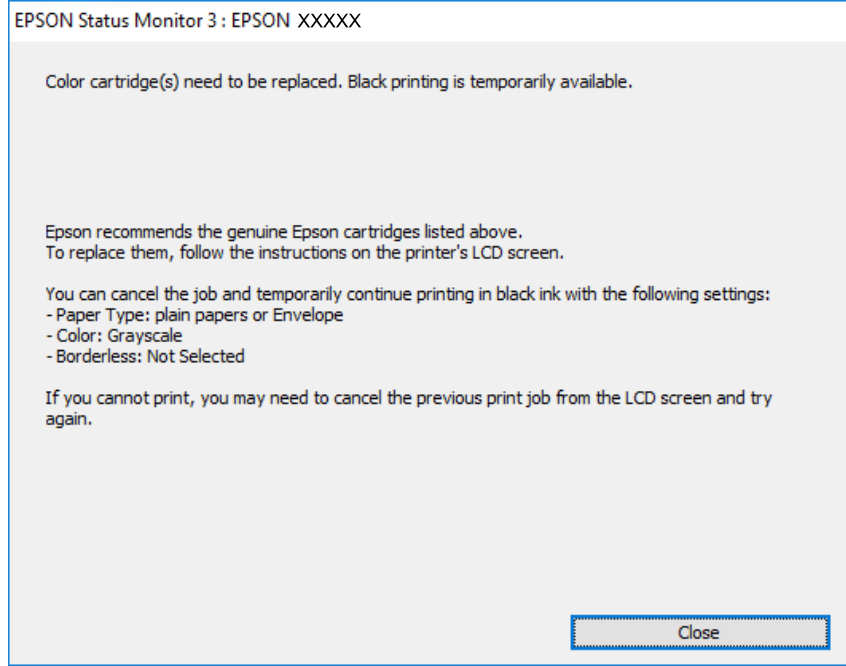 EPSON Status Monitor 3 : EPSON XXXXX
Color cartridge(s) need to be replaced. Black printing is temporarily available.
Epson recommends the genuine Epson cartridges listed above.
To replace them, follow the instructions on the printer's LCD screen.
You can cancel the job and temporarily continue printing in black ink with the following settings:
- Paper Type: plain papers or Envelope
- Color: Grayscale
- Borderless: Not Selected
If you cannot print, you may need to cancel the previous print job from the LCD screen and try
again.
Close